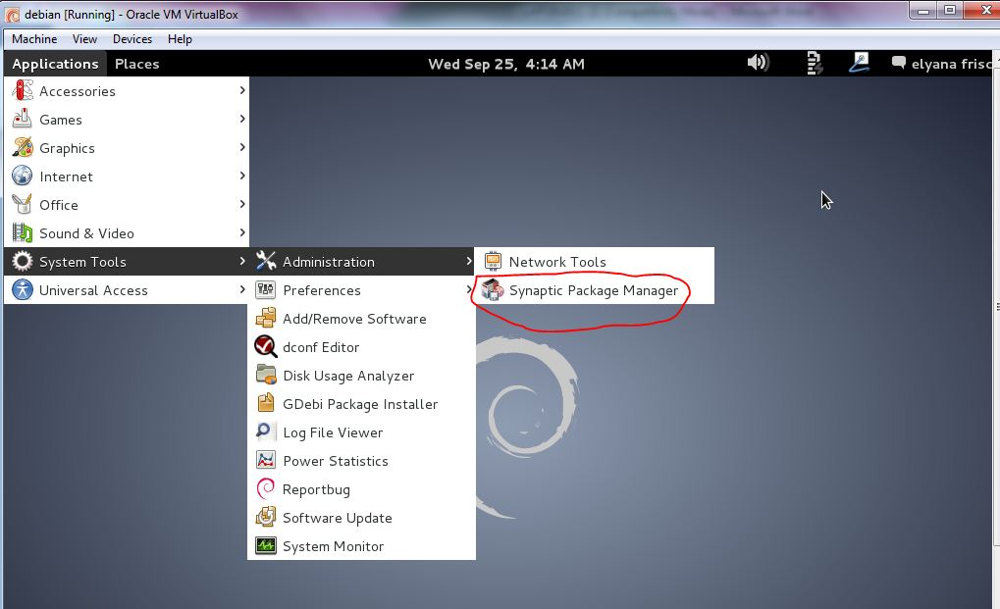 debian [Running] - Oracle VM VirtualBox
Machine View Devices Help
Applications Places Wed Sep 25, 4:14 AM elyana frisc
Accessories
Games
Graphics
Internet
Office
Sound & Video
System Tools Administration Network Tools
Universal Access Preferences Synaptic Package Manager
Add/Remove Software
dconf Editor
Disk Usage Analyzer
GDebi Package Installer
Log File Viewer
Power Statistics
Reportbug
Software Update
System Monitor